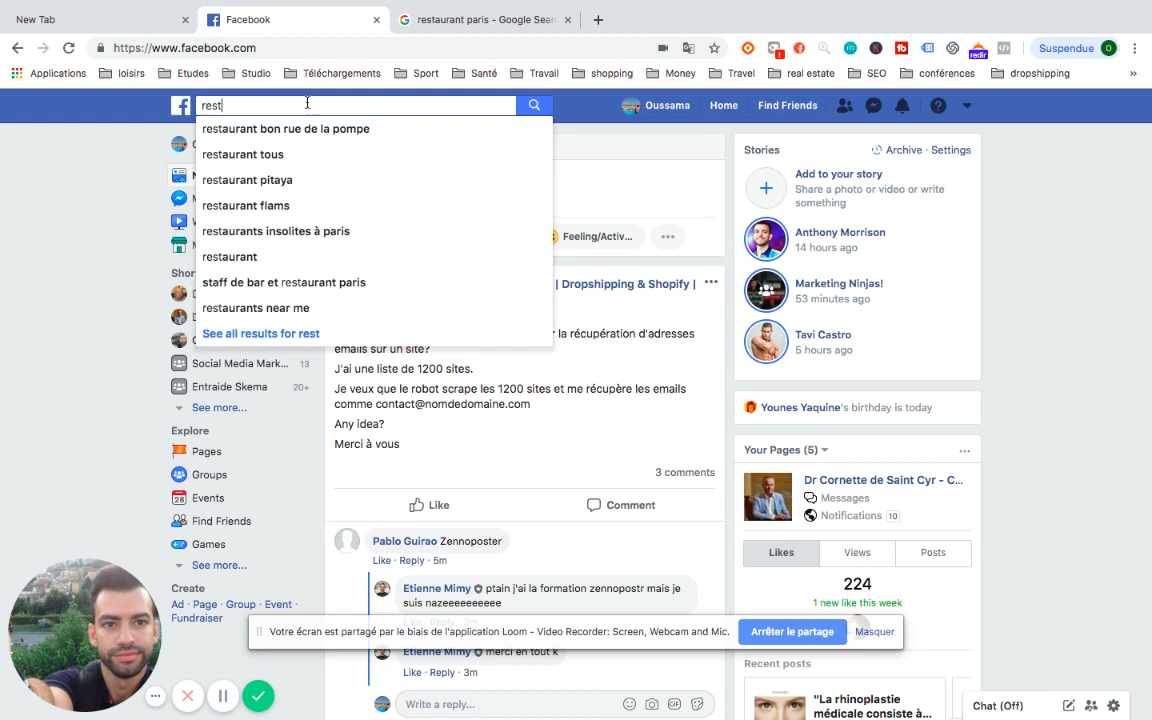 New Tab
Facebook
restaurant paris - Google Sear
https://www.facebook.com
Suspendue O
Applications loisirs Etudes Studio Téléchargements Sport Santé Travail shopping Money Travel real estate SEO conférences dropshipping »
rest
Oussama Home Find Friends
restaurant bon rue de la pompe
restaurant tous
restaurant pitaya
restaurant flams
restaurants insolites à paris
restaurant
staff de bar et restaurant paris
restaurants near me
See all results for rest
Feeling/Activ...
Stories
Archive · Settings
Add to your story
Share a photo or video or write
something
Anthony Morrison
14 hours ago
Marketing Ninjas!
53 minutes ago
Tavi Castro
5 hours ago
Younes Yaquine's birthday is today
Shor
Social Media Mark... 13
Entraide Skema 20+
See more...
Explore
Pages
Groups
Events
Find Friends
Games
See more...
Create
Ad · Page · Group · Event ·
Fundraiser
| Dropshipping & Shopify |
la récupération d'adresses
emails sur un site?
J'ai une liste de 1200 sites.
Je veux que le robot scrape les 1200 sites et me récupère les emails
comme contact@nomdedomaine.com
Any idea?
Merci à vous
3 comments
Like
Comment
Pablo Guirao Zennoposter
Like · Reply · 5m
Etienne Mimy ptain j'ai la formation zennopostr mais je
suis nazeeeeeeeeee
Like · Reply · 3m
Etienne Mimy merci en tout k
Like · Reply · 3m
Write a reply...
Your Pages (5)
Dr Cornette de Saint Cyr - C...
Messages
Notifications 10
Likes Views Posts
224
1 new like this week
Votre écran est partagé par le biais de l'application Loom - Video Recorder: Screen, Webcam and Mic.
Arrêter le partage
Masquer
Recent posts
"La rhinoplastie
médicale consiste à
Chat (Off)